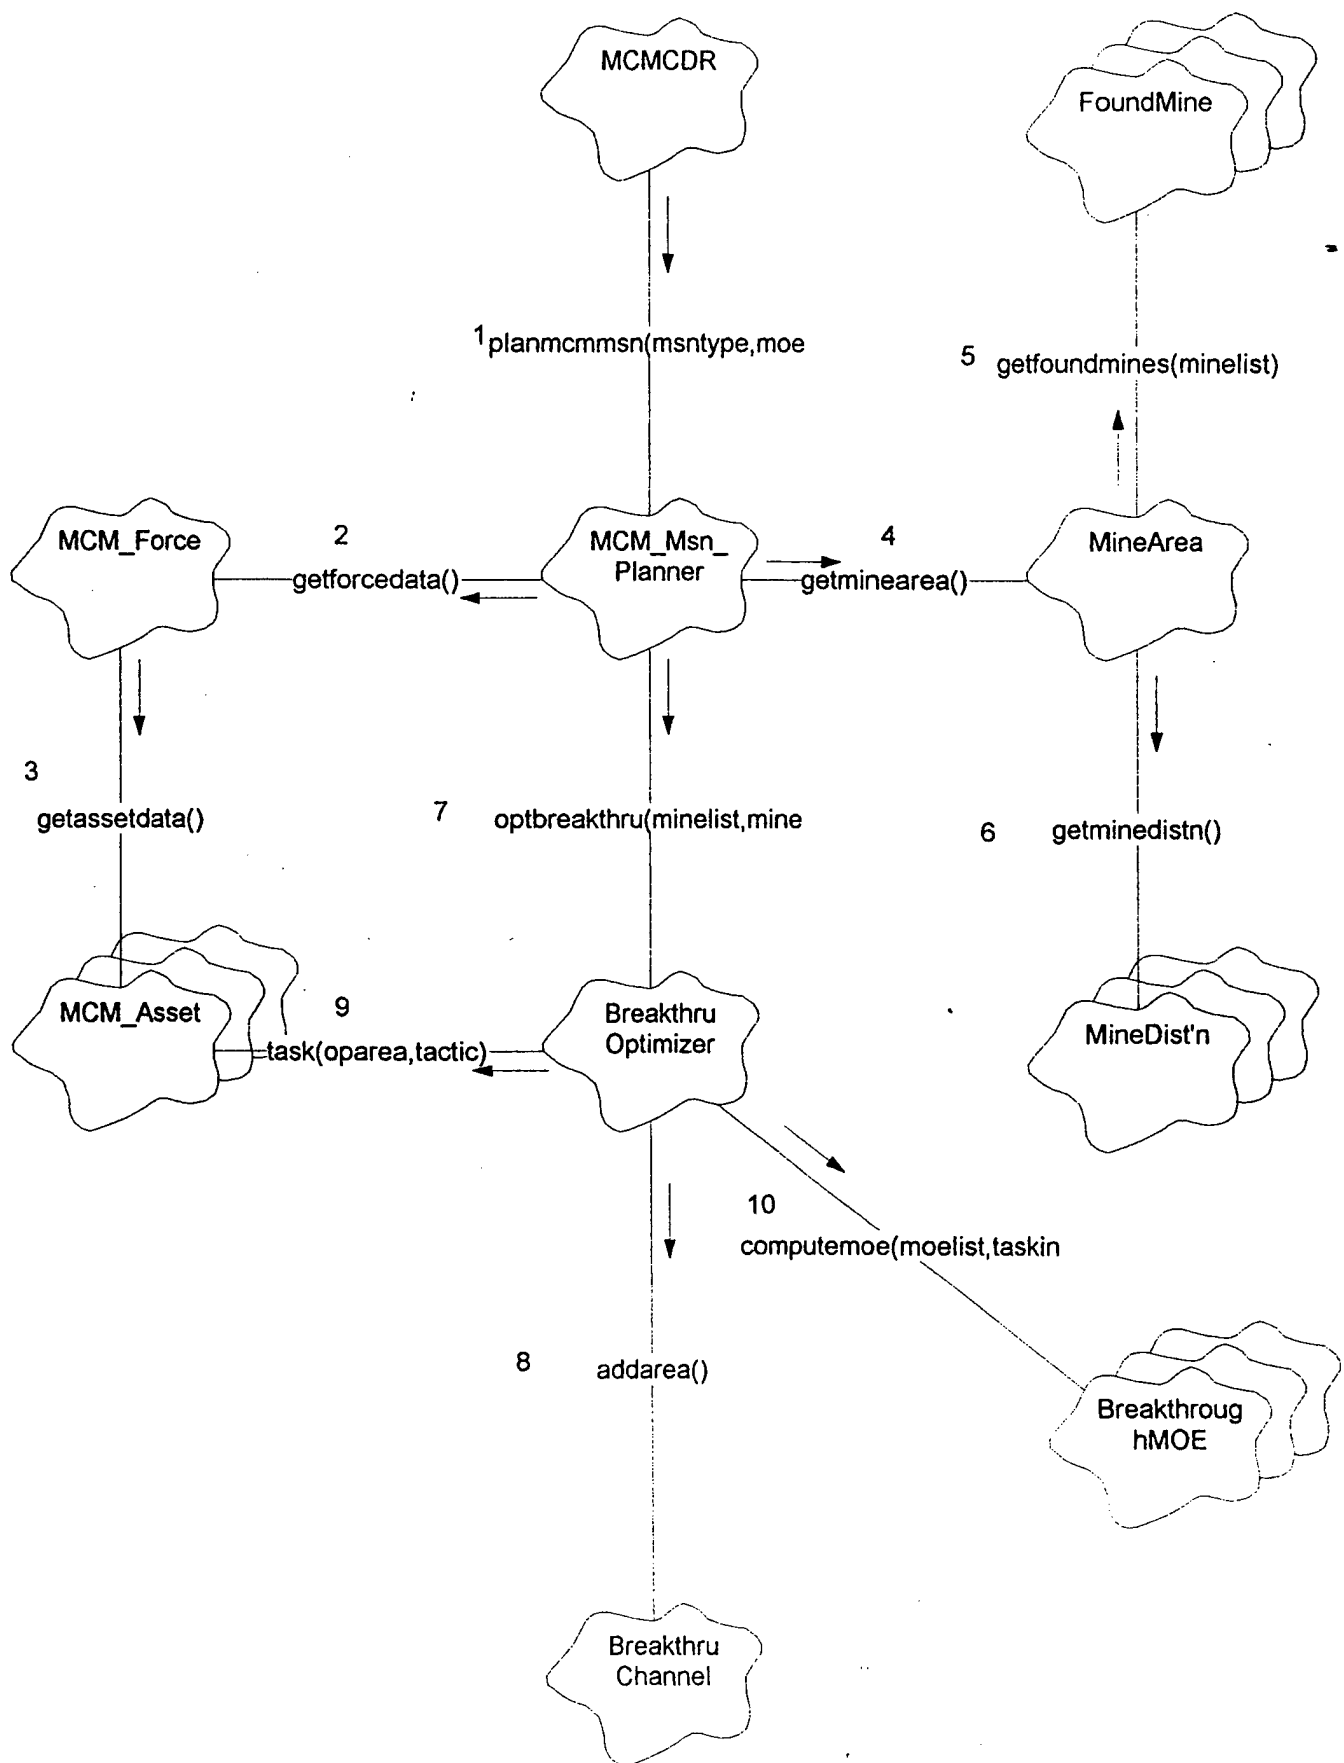 MCMCDR
FoundMine
1 planmcmmsn(msntype,moe
5 getfoundmines(minelist)
MCM_Force
2
getforcedata()
MCM_Msn_
Planner
4
getminearea()
MineArea
3
getassetdata()
7 optbreakthru(minelist,mine
6 getminedistn()
MCM_Asset
9
task(oparea,tactic)
Breakthru
Optimizer
MineDist'n
10
computemoe(moelist,taskin
8 addarea()
Breakthroug
hMOE
Breakthru
Channel